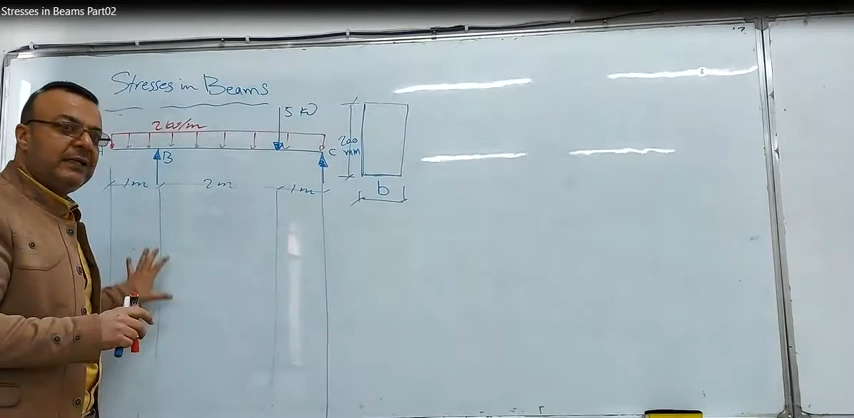 Stresses in Beams Part02
Stresses in Beams
5 kN
2 kN/m
B
C
200
mm
1m
2m
1m
b